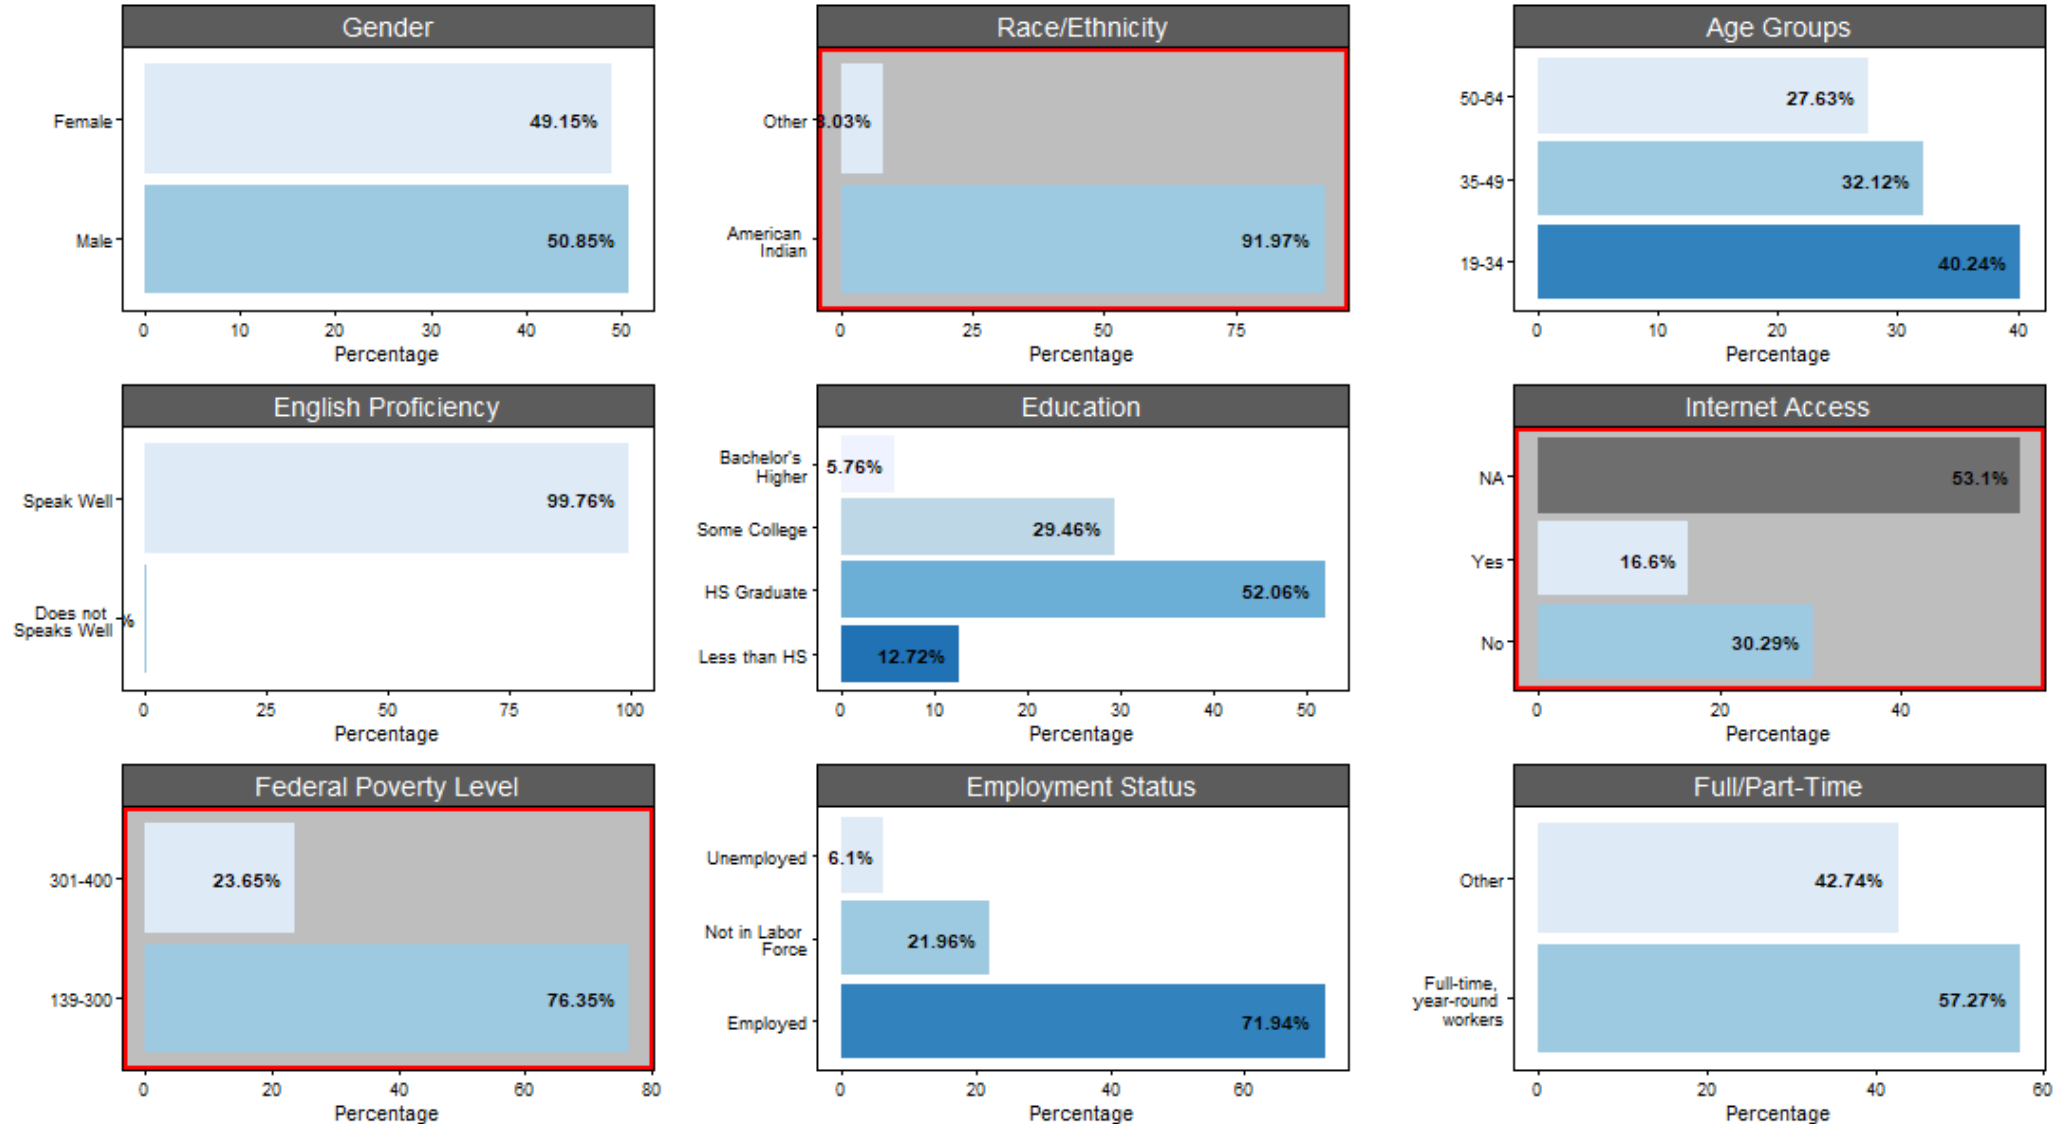 Gender
Female
49.15%
Male
50.85%
0 10 20 30 40 50
Percentage
Race/Ethnicity
Other
.03%
American
Indian
91.97%
0 25 50 75
Percentage
Age Groups
50-64
27.63%
35-49
32.12%
19-34
40.24%
0 10 20 30 40
Percentage
English Proficiency
Speak Well
99.76%
Does not
Speaks Well
%
0 25 50 75 100
Percentage
Education
Bachelor's
Higher
5.76%
Some College
29.46%
HS Graduate
52.06%
Less than HS
12.72%
0 10 20 30 40 50
Percentage
Internet Access
NA
53.1%
Yes
16.6%
No
30.29%
0 20 40
Percentage
Federal Poverty Level
301-400
23.65%
139-300
76.35%
0 20 40 60 80
Percentage
Employment Status
Unemployed
6.1%
Not in Labor
Force
21.96%
Employed
71.94%
0 20 40 60
Percentage
Full/Part-Time
Other
42.74%
Full-time,
year-round
workers
57.27%
0 20 40 60
Percentage